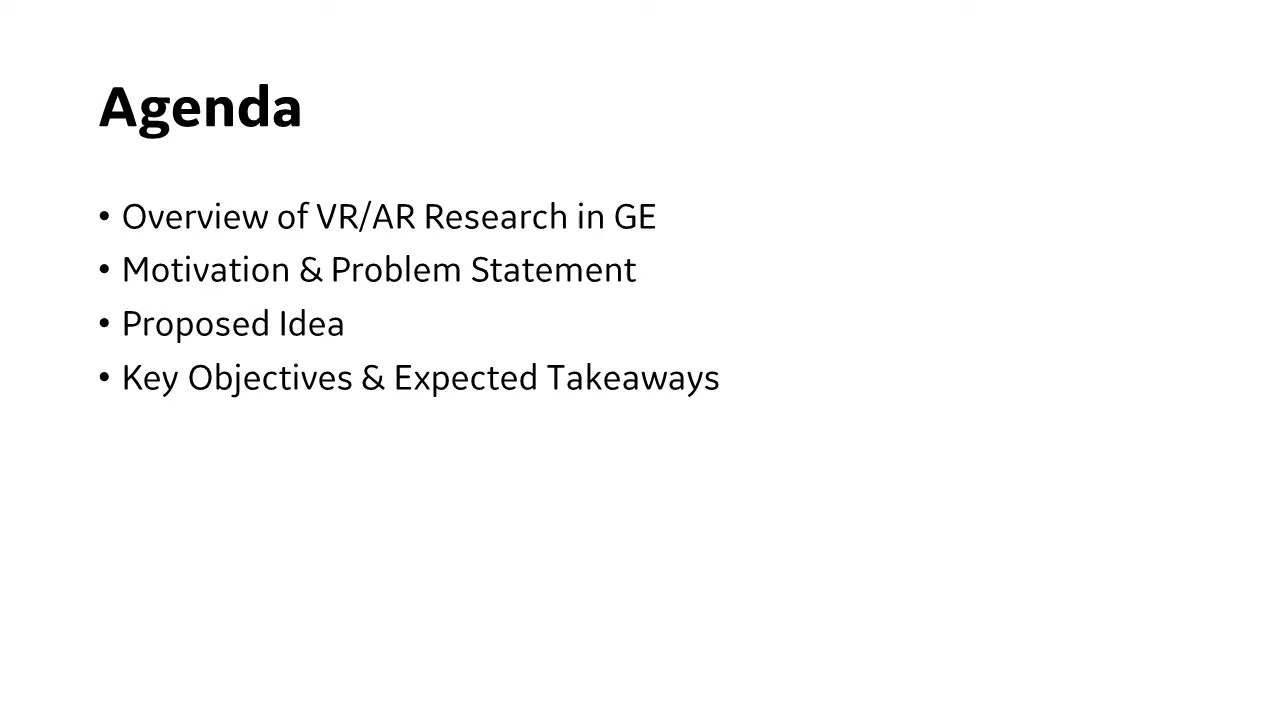 Agenda
• Overview of VR/AR Research in GE
• Motivation & Problem Statement
• Proposed Idea
• Key Objectives & Expected Takeaways